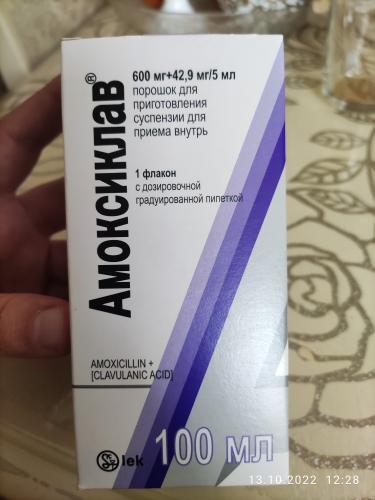 Амоксиклав®
600 мг+42,9 мг/5 мл
порошок для
приготовления
суспензии для
приема внутрь
1 флакон
с дозировочной
градуированной пипеткой
AMOXICILLIN +
[CLAVULANIC ACID]
lek
100 мл
13.10.2022 12:28